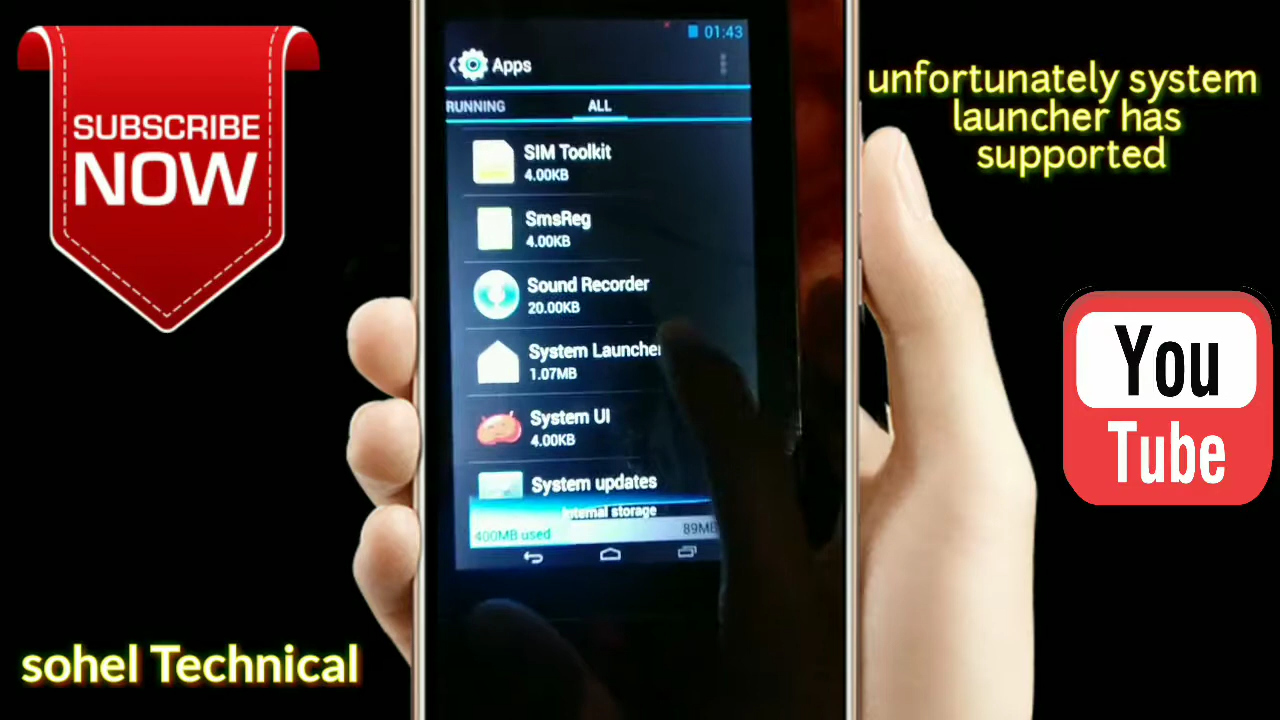 SUBSCRIBE
NOW
01:43
Apps
RUNNING
ALL
SIM Toolkit
4.00KB
SmsReg
4.00KB
Sound Recorder
20.00KB
System Launcher
1.07MB
System UI
4.00KB
System updates
Internal storage
400MB used
89MB
unfortunately system
launcher has
supported
You
Tube
sohel Technical